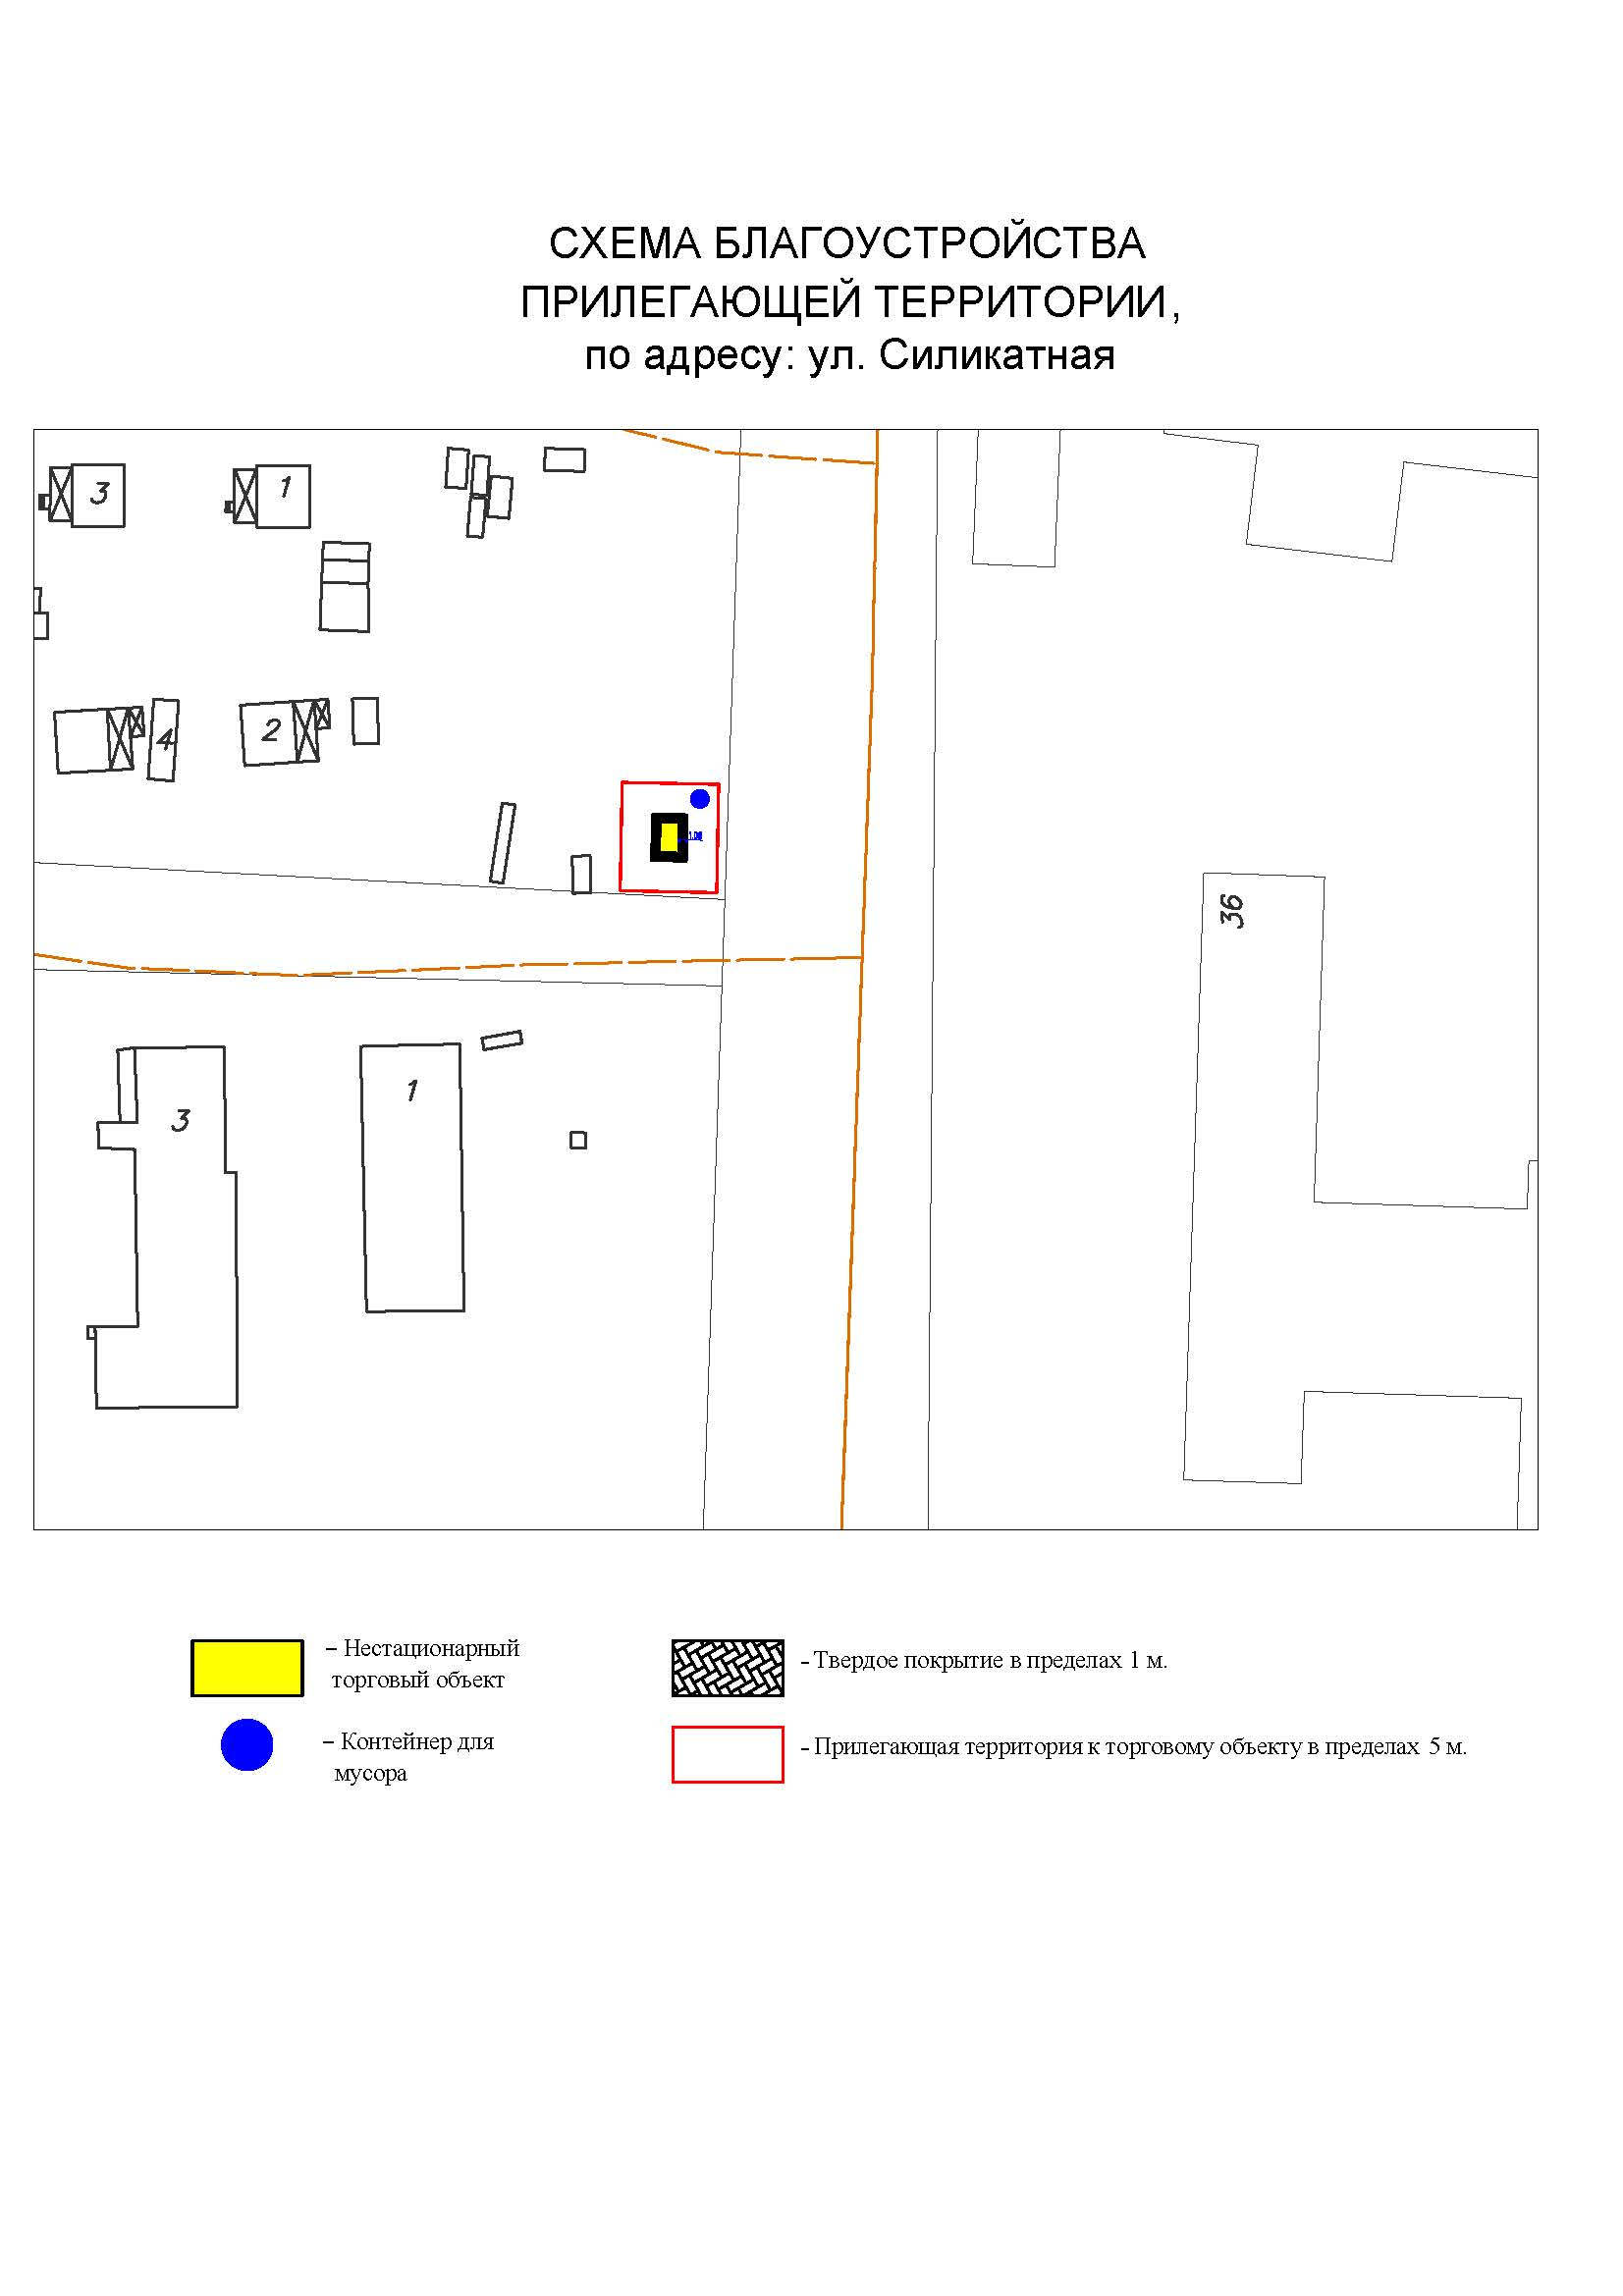 СХЕМА БЛАГОУСТРОЙСТВА
ПРИЛЕГАЮЩЕЙ ТЕРРИТОРИИ,
по адресу: ул. Силикатная
3
1
4
2
36
3
1
– Нестационарный
торговый объект
– Твердое покрытие в пределах 1 м.
– Контейнер для
мусора
– Прилегающая территория к торговому объекту в пределах 5 м.